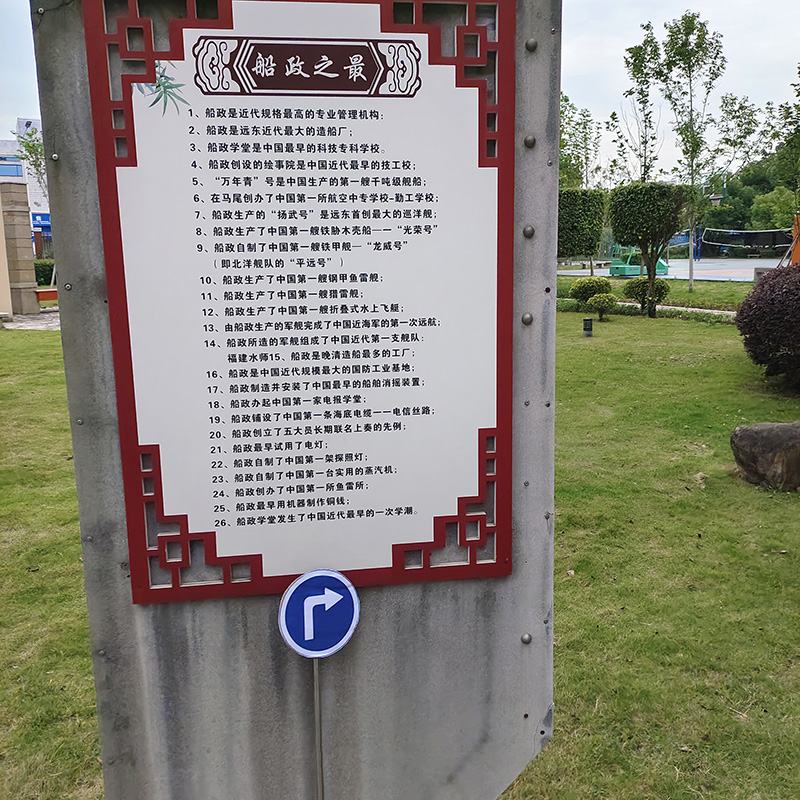 船政之最
1、船政是近代规格最高的专业管理机构：
2、船政是远东近代最大的造船厂；
3、船政学堂是中国最早的科技专科学校。
4、船政创设的绘事院是中国近代最早的技工校；
5、“万年青”号是中国生产的第一艘千吨级舰船；
6、在马尾创办了中国第一所航空中专学校-勤工学校；
7、船政生产的“扬武号”是远东首创最大的巡洋舰；
8、船政生产了中国第一艘铁胁木壳船——“光荣号”
9、船政自制了中国第一艘铁甲舰—“龙威号”
（即北洋舰队的“平远号”）
10、船政生产了中国第一艘钢甲鱼雷舰；
11、船政生产了中国第一艘猎雷舰；
12、船政生产了中国第一艘折叠式水上飞艇；
13、由船政生产的军舰完成了中国近海军的第一次远航；
14、船政所造的军舰组成了中国近代第一支舰队：
福建水师15、船政是晚清造船最多的工厂；
16、船政是中国近代规模最大的国防工业基地；
17、船政制造并安装了中国最早的船舶消摇装置；
18、船政办起中国第一家电报学堂；
19、船政铺设了中国第一条海底电缆——电信丝路；
20、船政创立了五大员长期联名上奏的先例；
21、船政最早试用了电灯；
22、船政自制了中国第一架探照灯；
23、船政自制了中国第一台实用的蒸汽机；
24、船政创办了中国第一所鱼雷所；
25、船政最早用机器制作铜钱；
26、船政学堂发生了中国近代最早的一次学潮。